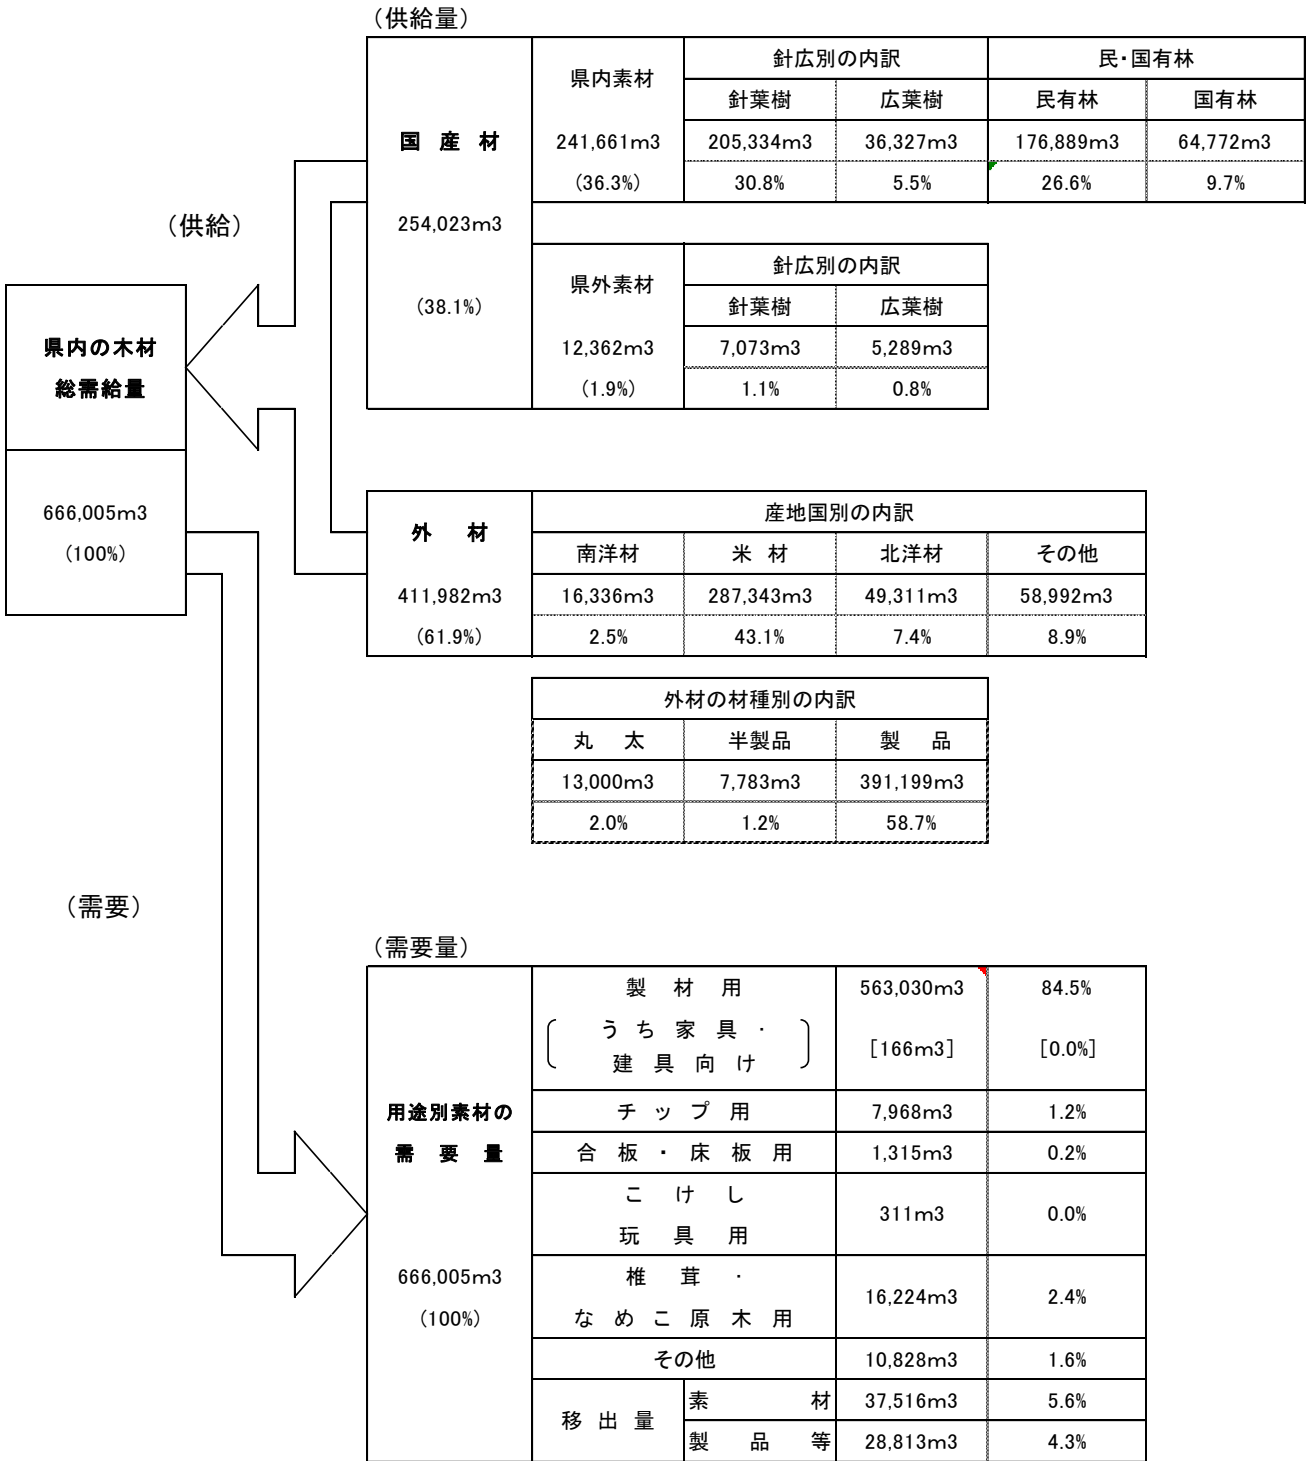 （供給量）
国 産 材
254,023m3
(38.1%)
県内素材
241,661m3
(36.3%)
針広別の内訳
民・国有林
針葉樹
広葉樹
民有林
国有林
205,334m3
36,327m3
176,889m3
64,772m3
30.8%
5.5%
26.6%
9.7%
（供給）
県外素材
12,362m3
(1.9%)
針広別の内訳
針葉樹
広葉樹
7,073m3
5,289m3
1.1%
0.8%
県内の木材
総需給量
666,005m3
(100%)
外 材
411,982m3
(61.9%)
産地国別の内訳
南洋材
米 材
北洋材
その他
16,336m3
287,343m3
49,311m3
58,992m3
2.5%
43.1%
7.4%
8.9%
外材の材種別の内訳
丸 太
半製品
製 品
13,000m3
7,783m3
391,199m3
2.0%
1.2%
58.7%
（需要）
（需要量）
用途別素材の
需 要 量
666,005m3
(100%)
製 材 用
563,030m3
84.5%
う ち 家 具 ・
建 具 向 け
[166m3]
[0.0%]
チ ッ プ 用
7,968m3
1.2%
合 板 ・ 床 板 用
1,315m3
0.2%
こ け し
玩 具 用
311m3
0.0%
椎 茸 ・
な め こ 原 木 用
16,224m3
2.4%
その他
10,828m3
1.6%
移 出 量
素 材
37,516m3
5.6%
製 品 等
28,813m3
4.3%